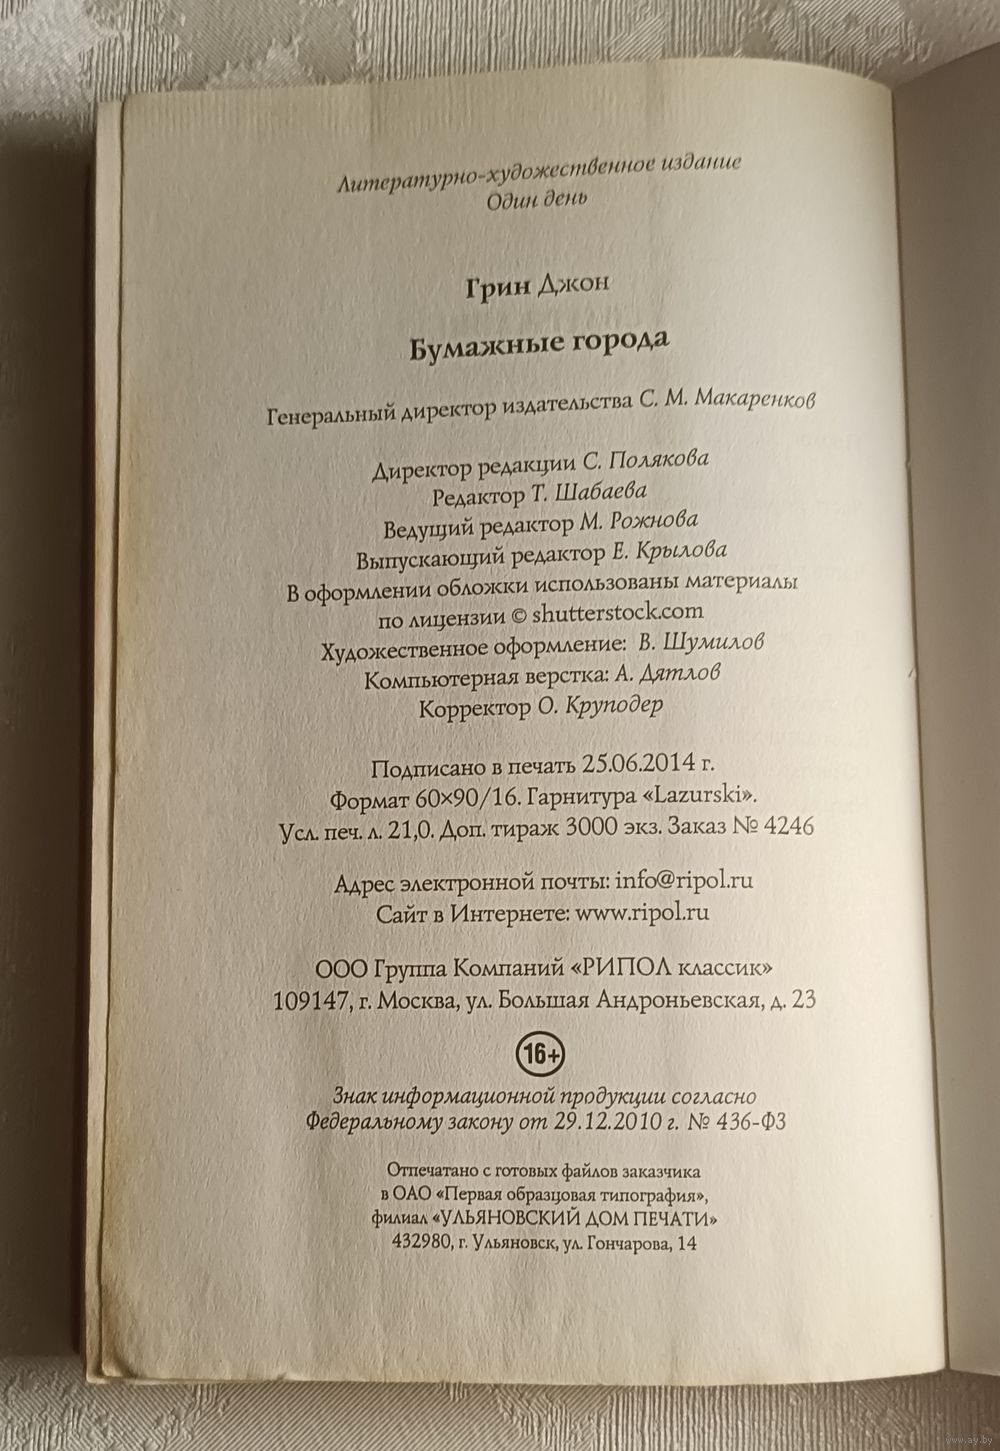 Литературно-художественное издание
Один день
Грин Джон
Бумажные города
Генеральный директор издательства С. М. Макаренков
Директор редакции С. Полякова
Редактор Т. Шабаева
Ведущий редактор М. Рожнова
Выпускающий редактор Е. Крылова
В оформлении обложки использованы материалы
по лицензии © shutterstock.com
Художественное оформление: В. Шумилов
Компьютерная верстка: А. Дятлов
Корректор О. Круподер
Подписано в печать 25.06.2014 г.
Формат 60×90/16. Гарнитура «Lazurski».
Усл. печ. л. 21,0. Доп. тираж 3000 экз. Заказ № 4246
Адрес электронной почты: info@ripol.ru
Сайт в Интернете: www.ripol.ru
ООО Группа Компаний «РИПОЛ классик»
109147, г. Москва, ул. Большая Андроньевская, д. 23
16+
Знак информационной продукции согласно
Федеральному закону от 29.12.2010 г. № 436-ФЗ
Отпечатано с готовых файлов заказчика
в ОАО «Первая образцовая типография»,
филиал «УЛЬЯНОВСКИЙ ДОМ ПЕЧАТИ»
432980, г. Ульяновск, ул. Гончарова, 14
www.ay.by